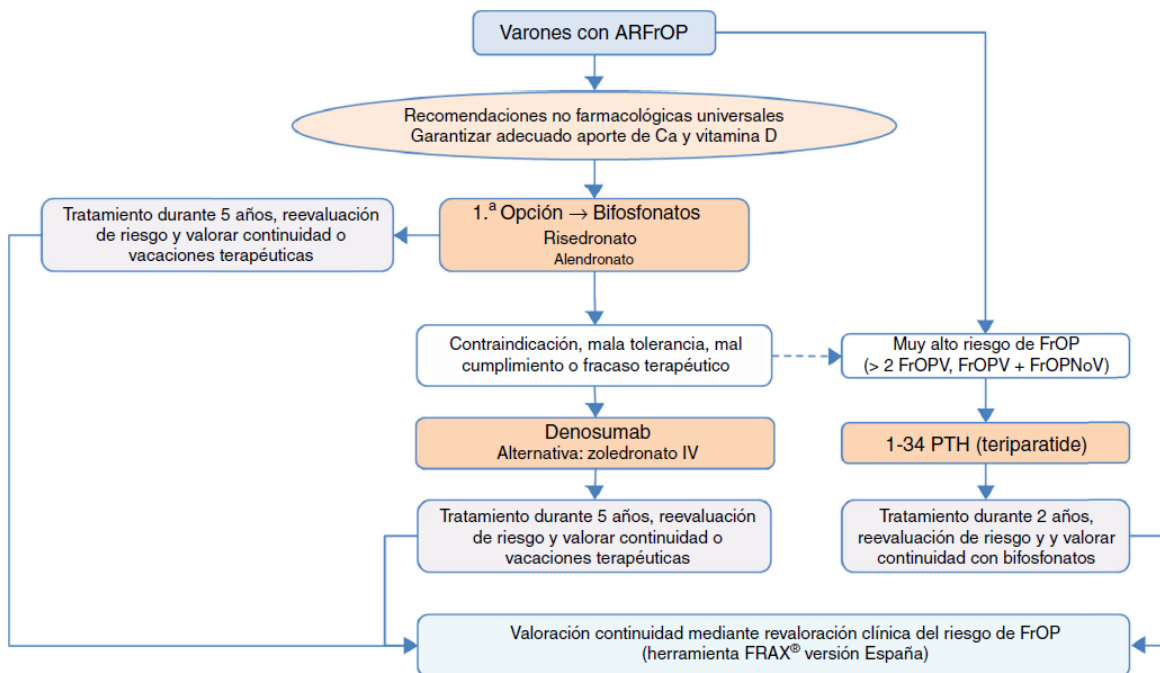 Varones con ARFrOP
Recomendaciones no farmacológicas universales
Garantizar adecuado aporte de Ca y vitamina D
Tratamiento durante 5 años, reevaluación
de riesgo y valorar continuidad o
vacaciones terapéuticas
1.ª Opción → Bifosfonatos
Risedronato
Alendronato
Contraindicación, mala tolerancia, mal
cumplimiento o fracaso terapéutico
Muy alto riesgo de FrOP
(> 2 FrOPV, FrOPV + FrOPNoV)
Denosumab
Alternativa: zoledronato IV
1-34 PTH (teriparatide)
Tratamiento durante 5 años, reevaluación
de riesgo y valorar continuidad o
vacaciones terapéuticas
Tratamiento durante 2 años,
reevaluación de riesgo y y valorar
continuidad con bifosfonatos
Valoración continuidad mediante revaloración clínica del riesgo de FrOP
(herramienta FRAX® versión España)